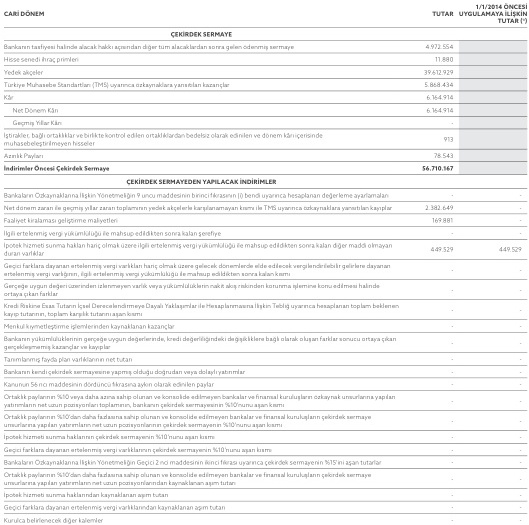 1/1/2014 ÖNCESİ
CARİ DÖNEM TUTAR UYGULAMAYA İLİŞKİN
TUTAR (*)
ÇEKİRDEK SERMAYE
Bankanın tasfiyesi halinde alacak hakkı açısından diğer tüm alacaklardan sonra gelen ödenmiş sermaye 4.972.554
Hisse senedi ihraç primleri 11.880
Yedek akçeler 39.612.929
Türkiye Muhasebe Standartları (TMS) uyarınca özkaynaklara yansıtılan kazançlar 5.868.434
Kâr 6.164.914
Net Dönem Kârı 6.164.914
Geçmiş Yıllar Kârı -
İştirakler, bağlı ortaklıklar ve birlikte kontrol edilen ortaklıklardan bedelsiz olarak edinilen ve dönem kârı içerisinde
muhasebeleştirilmeyen hisseler 913
Azınlık Payları 78.543
İndirimler Öncesi Çekirdek Sermaye 56.710.167
ÇEKİRDEK SERMAYEDEN YAPILACAK İNDİRİMLER
Bankaların Özkaynaklarına İlişkin Yönetmeliğin 9 uncu maddesinin birinci fıkrasının (i) bendi uyarınca hesaplanan değerleme ayarlamaları - -
Net dönem zararı ile geçmiş yıllar zararı toplamının yedek akçelerle karşılanamayan kısmı ile TMS uyarınca özkaynaklara yansıtılan kayıplar 2.382.649 -
Faaliyet kiralaması geliştirme maliyetleri 169.881 -
İlgili ertelenmiş vergi yükümlülüğü ile mahsup edildikten sonra kalan şerefiye - -
İpotek hizmeti sunma hakları hariç olmak üzere ilgili ertelenmiş vergi yükümlülüğü ile mahsup edildikten sonra kalan diğer maddi olmayan
duran varlıklar 449.529 449.529
Geçici farklara dayanan ertelenmiş vergi varlıkları hariç olmak üzere gelecek dönemlerde elde edilecek vergilendirilebilir gelirlere dayanan
ertelenmiş vergi varlığının, ilgili ertelenmiş vergi yükümlülüğü ile mahsup edildikten sonra kalan kısmı - -
Gerçeğe uygun değeri üzerinden izlenmeyen varlık veya yükümlülüklerin nakit akış riskinden korunma işlemine konu edilmesi halinde
ortaya çıkan farklar - -
Kredi Riskine Esas Tutarın İçsel Derecelendirmeye Dayalı Yaklaşımlar ile Hesaplanmasına İlişkin Tebliğ uyarınca hesaplanan toplam beklenen
kayıp tutarının, toplam karşılık tutarını aşan kısmı - -
Menkul kıymetleştirme işlemlerinden kaynaklanan kazançlar - -
Bankanın yükümlülüklerinin gerçeğe uygun değerlerinde, kredi değerliliğindeki değişikliklere bağlı olarak oluşan farklar sonucu ortaya çıkan
gerçekleşmemiş kazançlar ve kayıplar - -
Tanımlanmış fayda plan varlıklarının net tutarı - -
Bankanın kendi çekirdek sermayesine yapmış olduğu doğrudan veya dolaylı yatırımlar - -
Kanunun 56 ncı maddesinin dördüncü fıkrasına aykırı olarak edinilen paylar - -
Ortaklık paylarının %10 veya daha azına sahip olunan ve konsolide edilmeyen bankalar ve finansal kuruluşların özkaynak unsurlarına yapılan
yatırımların net uzun pozisyonları toplamının, bankanın çekirdek sermayesinin %10'nunu aşan kısmı - -
Ortaklık paylarının %10'dan daha fazlasına sahip olunan ve konsolide edilmeyen bankalar ve finansal kuruluşların çekirdek sermaye
unsurlarına yapılan yatırımların net uzun pozisyonlarının çekirdek sermayesinin %10'nunu aşan kısmı - -
İpotek hizmeti sunma haklarının çekirdek sermayenin %10'nunu aşan kısmı - -
Geçici farklara dayanan ertelenmiş vergi varlıklarının çekirdek sermayenin %10'nunu aşan kısmı - -
Bankaların Özkaynaklarına İlişkin Yönetmeliğin Geçici 2 nci maddesinin ikinci fıkrası uyarınca çekirdek sermayenin %15'ini aşan tutarlar - -
Ortaklık paylarının %10'dan daha fazlasına sahip olunan ve konsolide edilmeyen bankalar ve finansal kuruluşların çekirdek sermaye
unsurlarına yapılan yatırımların net uzun pozisyonlarından kaynaklanan aşım tutarı - -
İpotek hizmeti sunma haklarından kaynaklanan aşım tutarı - -
Geçici farklara dayanan ertelenmiş vergi varlıklarından kaynaklanan aşım tutarı - -
Kurulca belirlenecek diğer kalemler - -